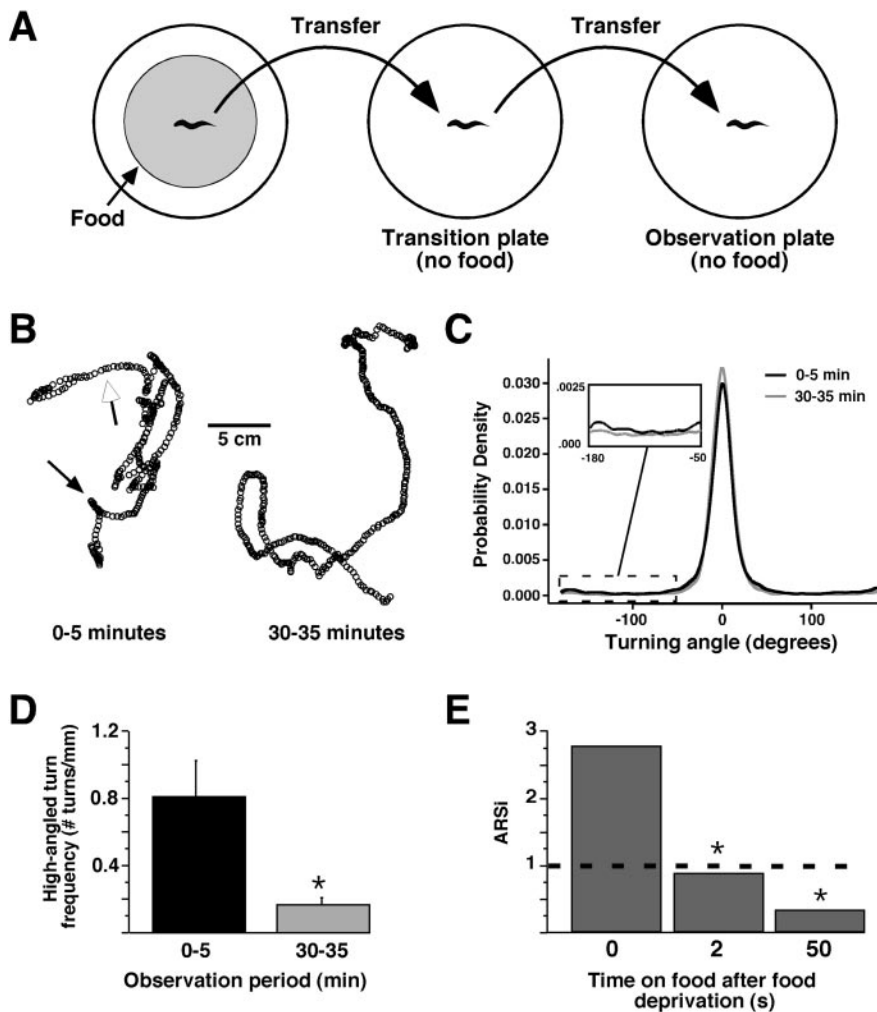 A
Transfer
Transfer
Food
Transition plate
(no food)
Observation plate
(no food)
B
5 cm
0-5 minutes
30-35 minutes
C
Probability Density
0.030
0.025
0.020
0.015
0.010
0.005
0.000
.0025
.000
-180
-50
0-5 min
30-35 min
-100
0
100
Turning angle (degrees)
D
High-angled turn
frequency (# turns/mm)
1.2
0.8
0.4
*
0-5
30-35
Observation period (min)
E
ARSi
3
2
1
*
*
0
2
50
Time on food after food
deprivation (s)